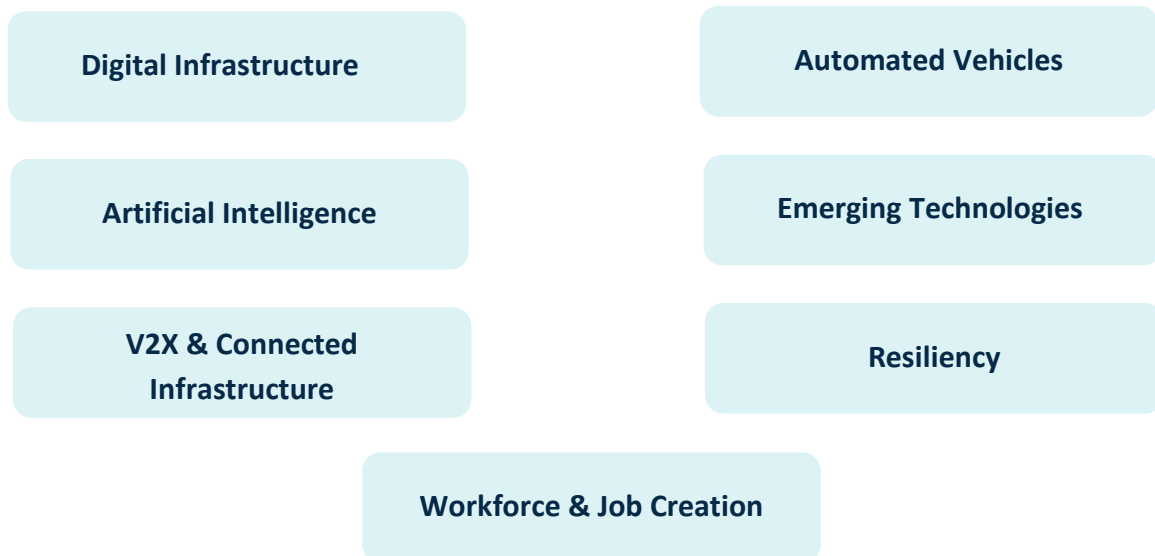 Digital Infrastructure
Automated Vehicles
Artificial Intelligence
Emerging Technologies
V2X & Connected
Infrastructure
Resiliency
Workforce & Job Creation